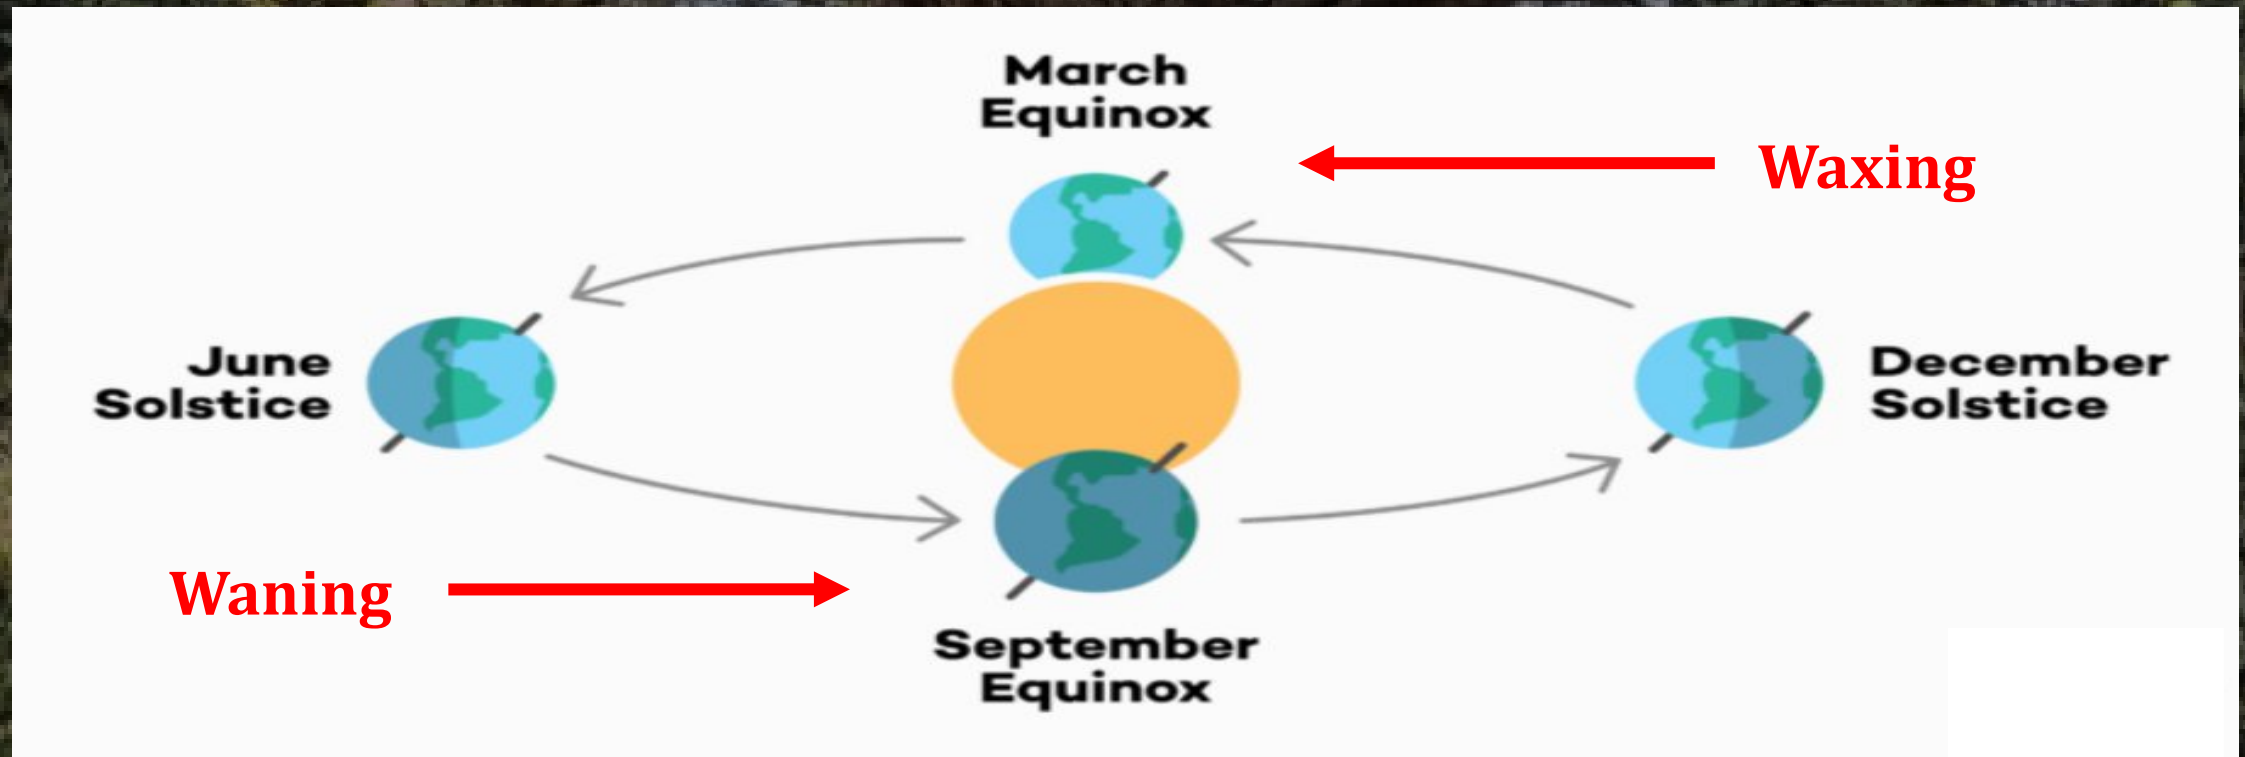 March
Equinox
Waxing
June
Solstice
December
Solstice
Waning
September
Equinox